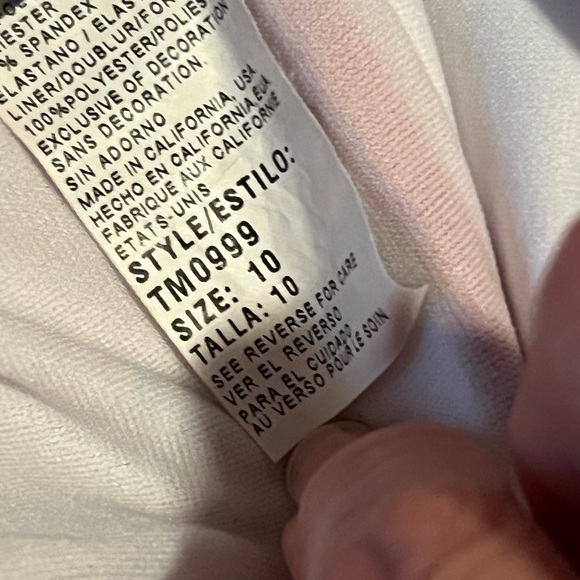 % SPANDEX
ELASTANO / ELAS
LINER/DOUBLUR/FOR
100%POLYESTER/POLIES
EXCLUSIVE OF DECORATION
SANS DECORATION.
SIN ADORNO
MADE IN CALIFORNIA, USA
HECHO EN CALIFORNIA,EUA
FABRIQUE AUX CALIFORNIE
ETATS-UNIS
STYLE/ESTILO:
TM0999
SIZE: 10
TALLA: 10
SEE REVERSE FOR CARE
VER EL REVERSO
PARA EL CUIDADO
AU VERSO POUR LE SOIN